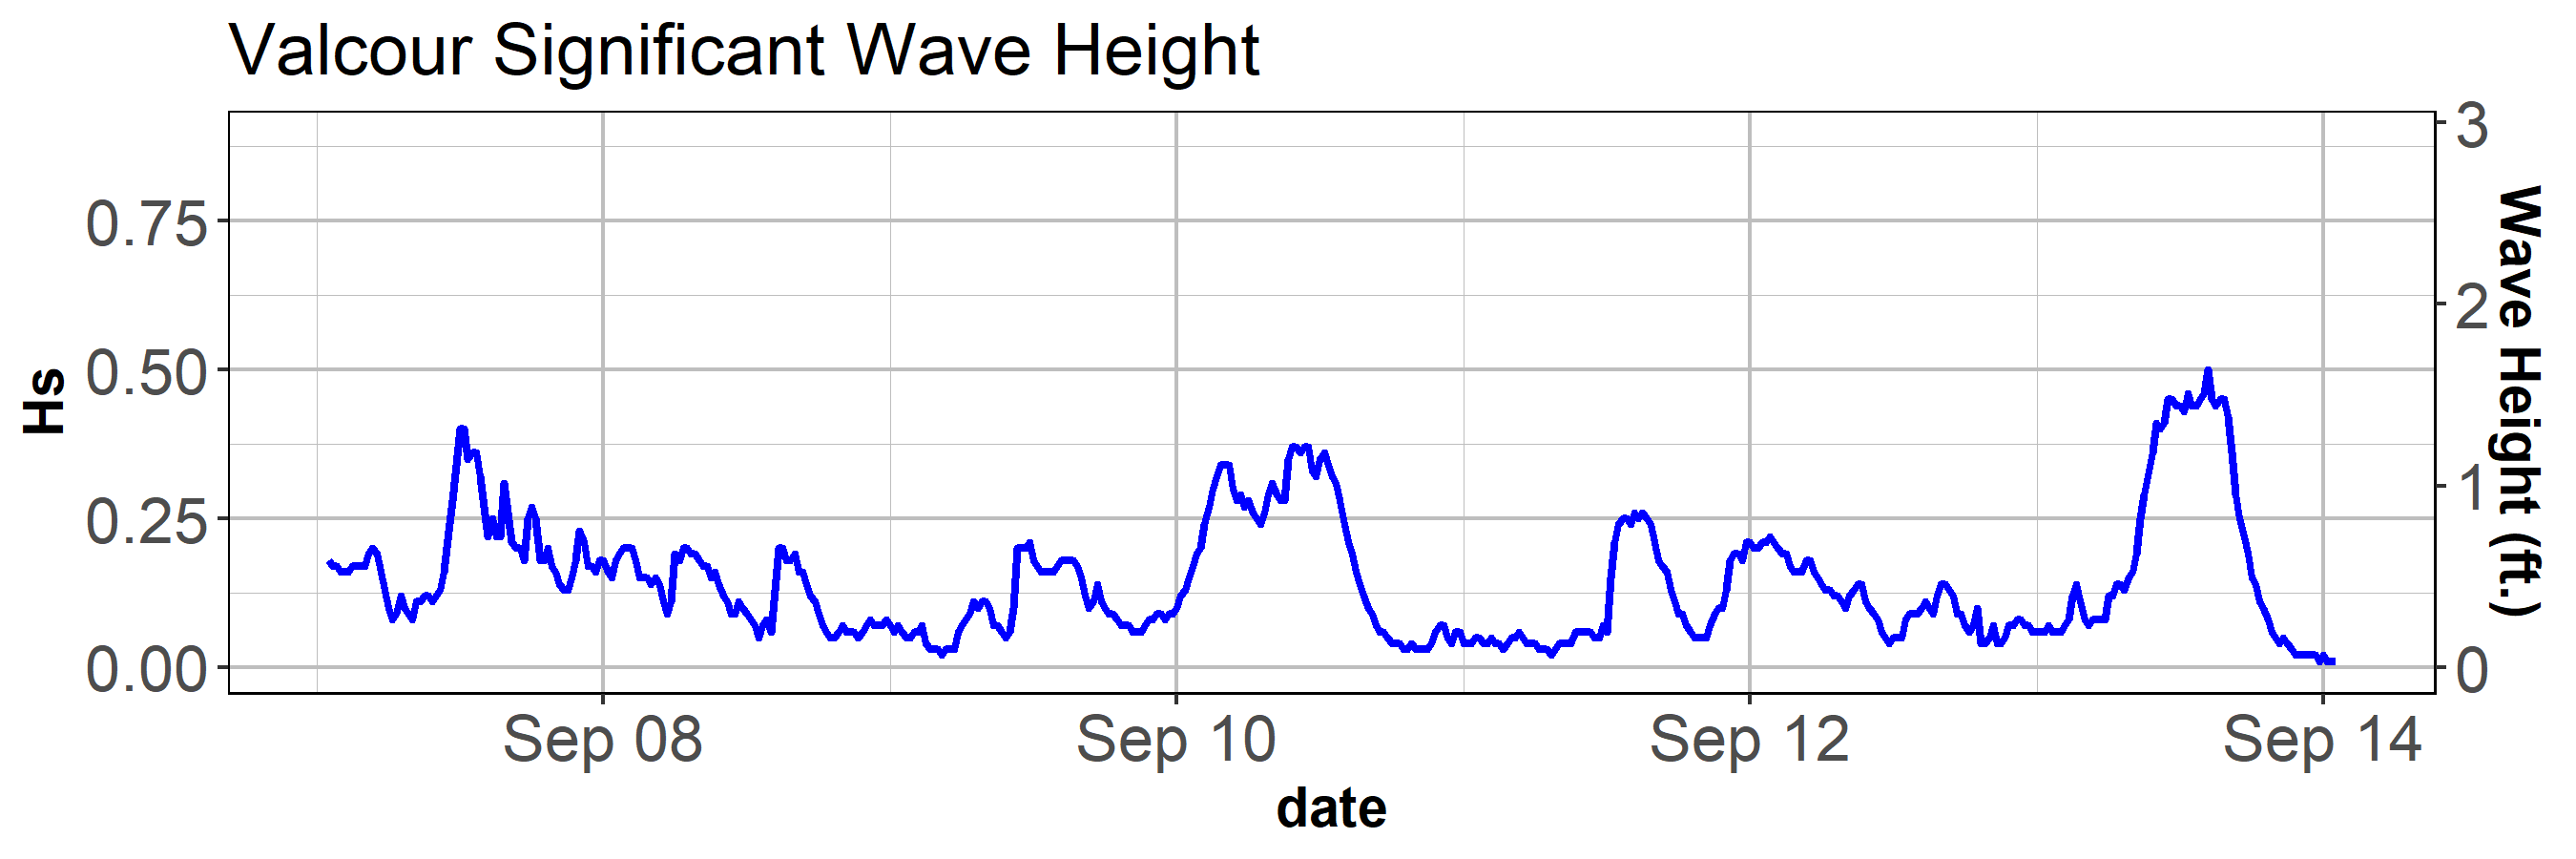 Valcour Significant Wave Height
Hs
0.75
0.50
0.25
0.00
3
2
1
0
Wave Height (ft.)
Sep 08 Sep 10 Sep 12 Sep 14
date